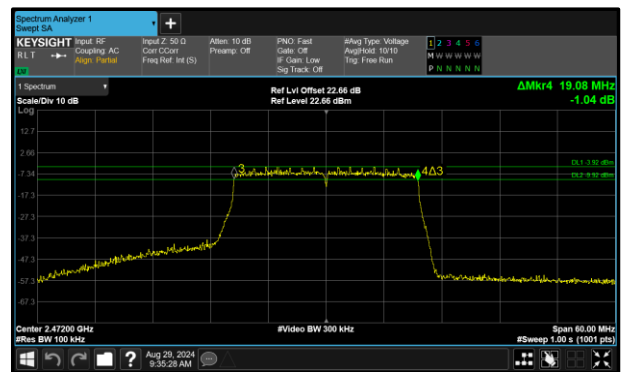 Spectrum Analyzer 1
Swept SA
+
KEYSIGHT Input: RF Input Z: 50 Ω Atten: 10 dB PNO: Fast #Avg Type: Voltage 1 2 3 4 5 6
RLT Coupling: AC Corr CCorr Preamp: Off Gate: Off Avg|Hold: 10/10 M W W W W W
Align: Partial Freq Ref: Int (S) IF Gain: Low Trig: Free Run
Sig Track: Off P N N N N N
LW
1 Spectrum Ref Lvl Offset 22.66 dB ΔMkr4 19.08 MHz
Scale/Div 10 dB Ref Level 22.66 dBm -1.04 dB
Log
12.7
2.66
DL1 -3.92 dBm
3 4Δ3
-7.34
DL2 -9.92 dBm
-17.3
-27.3
-37.3
-47.3
-57.3
-67.3
Center 2.47200 GHz #Video BW 300 kHz Span 60.00 MHz
#Res BW 100 kHz #Sweep 1.00 s (1001 pts)
? Aug 29, 2024
9:35:28 AM